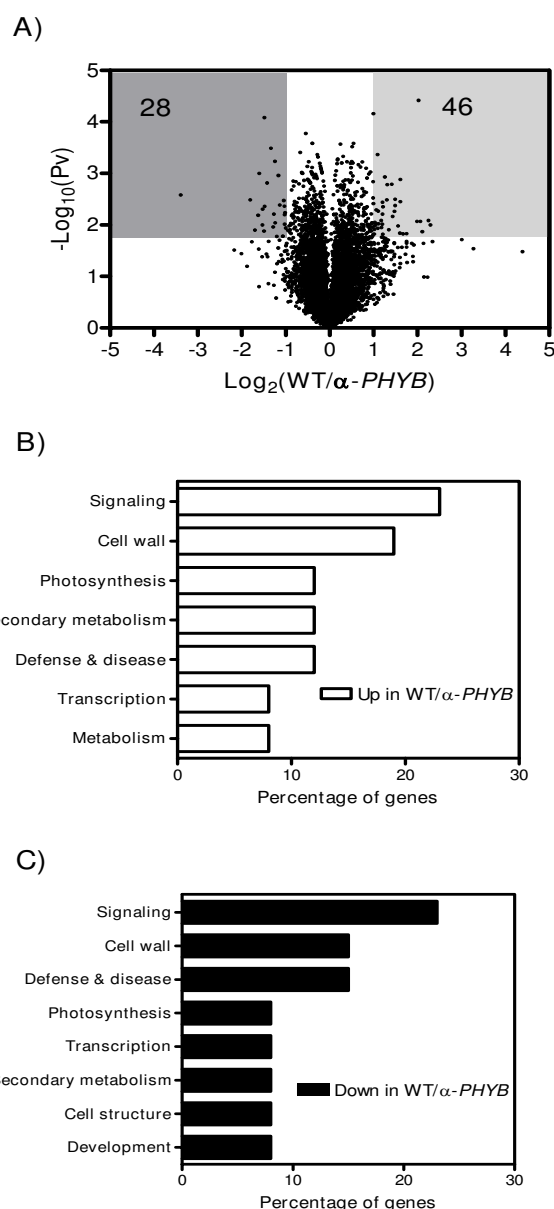 A)
28
46
5
4
3
2
1
0
-Log10(Pv)
-5 -4 -3 -2 -1 0 1 2 3 4 5
Log2(WT/α-PHYB)
B)
Signaling
Cell wall
Photosynthesis
econdary metabolism
Defense & disease
Transcription
Metabolism
Up in WT/α-PHYB
0 10 20 30
Percentage of genes
C)
Signaling
Cell wall
Defense & disease
Photosynthesis
Transcription
Secondary metabolism
Cell structure
Development
Down in WT/α-PHYB
0 10 20 30
Percentage of genes